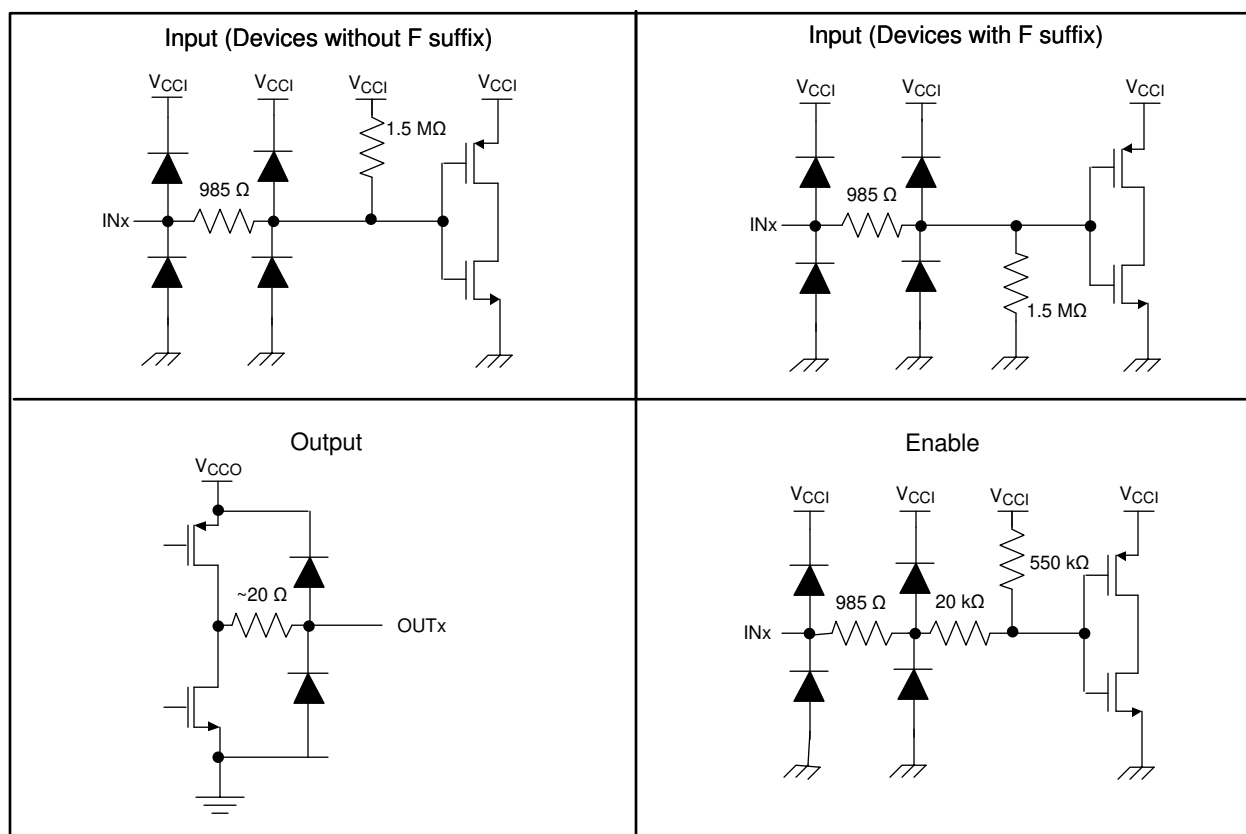 Input (Devices without F suffix)
VCCI VCCI VCCI VCCI
1.5 MΩ
985 Ω
INx
Input (Devices with F suffix)
VCCI VCCI VCCI
985 Ω
INx
1.5 MΩ
Output
VCCO
~20 Ω
OUTx
Enable
VCCI VCCI VCCI VCCI
550 kΩ
985 Ω 20 kΩ
INx